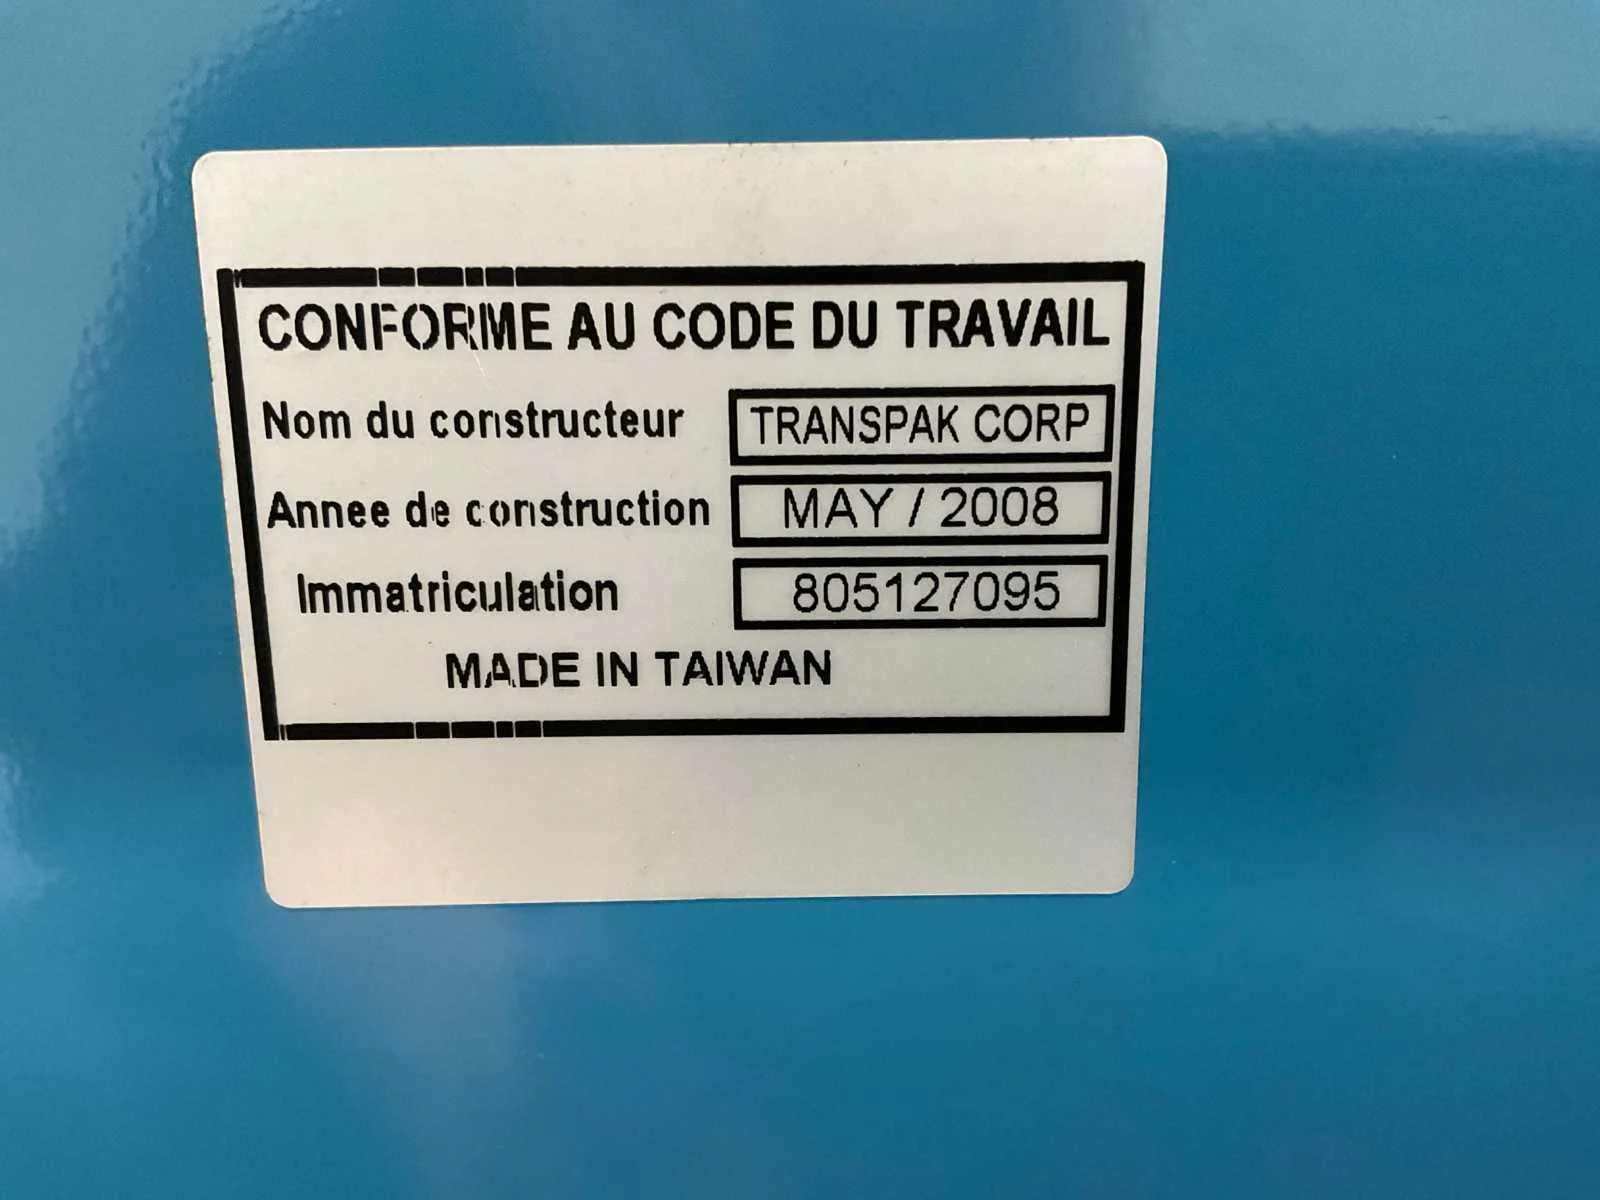 CONFORME AU CODE DU TRAVAIL
Nom du constructeur TRANSPAK CORP
Annee de construction MAY / 2008
Immatriculation 805127095
MADE IN TAIWAN